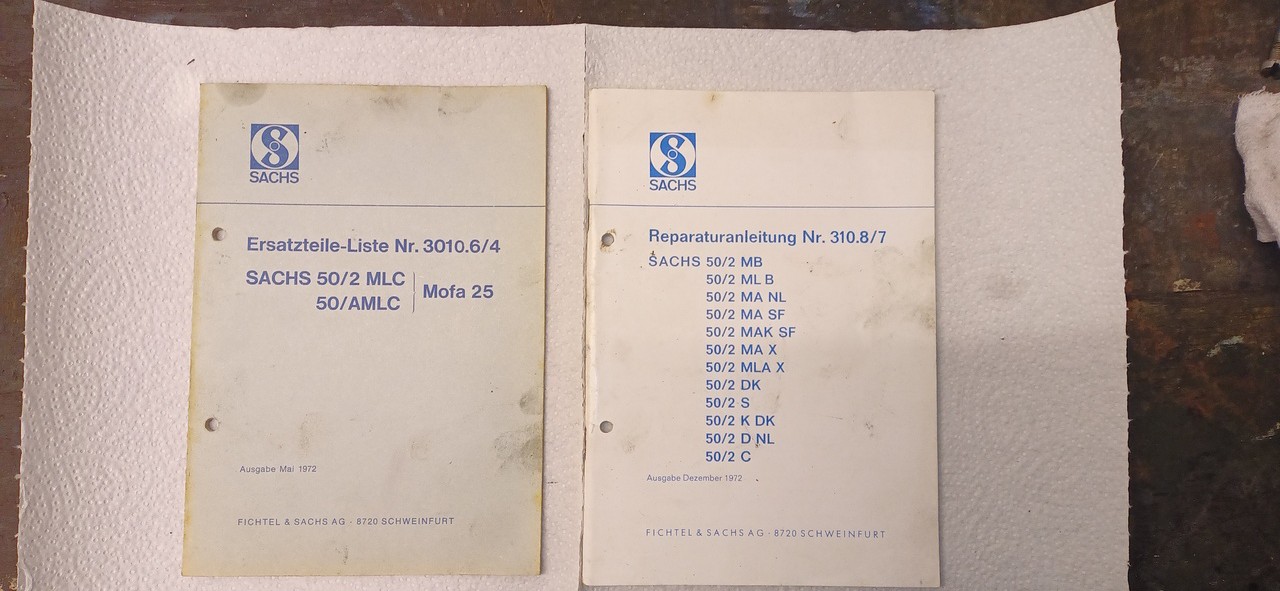 SACHS
Ersatzteile-Liste Nr. 3010.6/4
SACHS 50/2 MLC
50/AMLC
Mofa 25
Ausgabe Mai 1972
FICHTEL & SACHS AG · 8720 SCHWEINFURT
SACHS
Reparaturanleitung Nr. 310.8/7
SACHS 50/2 MB
50/2 ML B
50/2 MA NL
50/2 MA SF
50/2 MAK SF
50/2 MA X
50/2 MLA X
50/2 DK
50/2 S
50/2 K DK
50/2 D NL
50/2 C
Ausgabe Dezember 1972
FICHTEL & SACHS AG · 8720 SCHWEINFURT